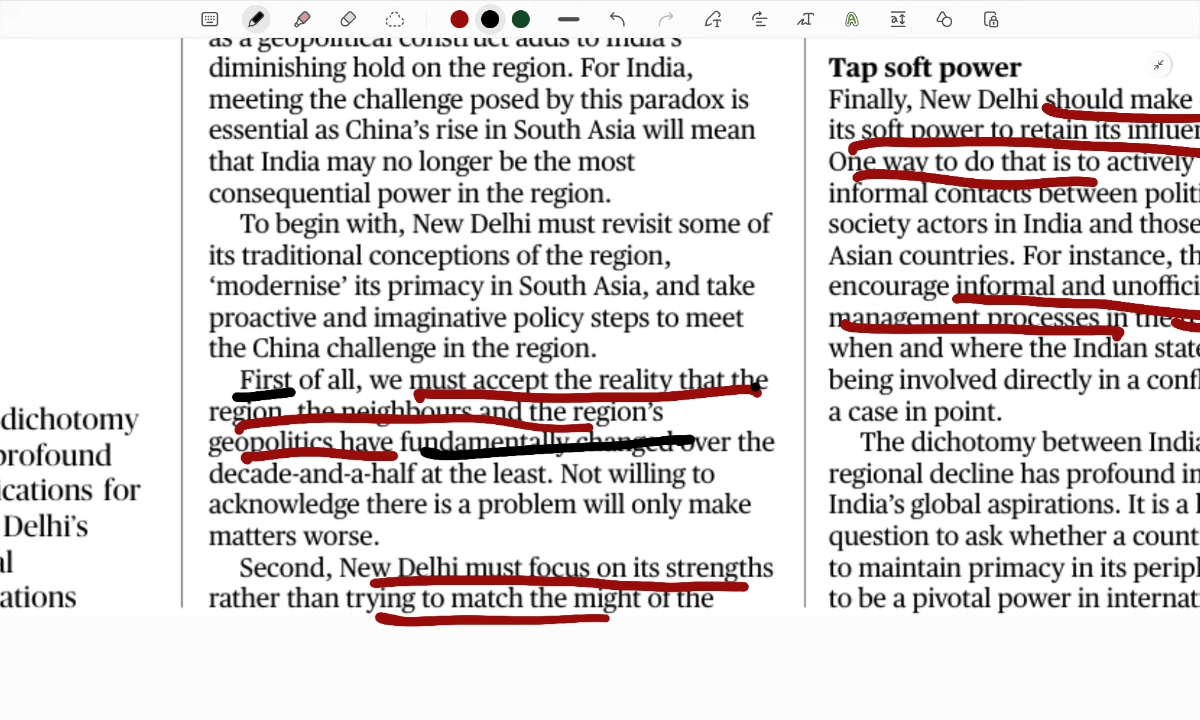 dichotomy
profound
ications for
Delhi's
al
ations
as a geopolitical construct adds to India's
diminishing hold on the region. For India,
meeting the challenge posed by this paradox is
essential as China's rise in South Asia will mean
that India may no longer be the most
consequential power in the region.
To begin with, New Delhi must revisit some of
its traditional conceptions of the region,
‘modernise’ its primacy in South Asia, and take
proactive and imaginative policy steps to meet
the China challenge in the region.
First of all, we must accept the reality that the
region, the neighbours and the region's
geopolitics have fundamentally changed over the
decade-and-a-half at the least. Not willing to
acknowledge there is a problem will only make
matters worse.
Second, New Delhi must focus on its strengths
rather than trying to match the might of the
Tap soft power
Finally, New Delhi should make
its soft power to retain its influen
One way to do that is to actively
informal contacts between politi
society actors in India and those
Asian countries. For instance, th
encourage informal and unoffici
management processes in the
when and where the Indian state
being involved directly in a confl
a case in point.
The dichotomy between India
regional decline has profound im
India's global aspirations. It is a l
question to ask whether a count
to maintain primacy in its periph
to be a pivotal power in internat